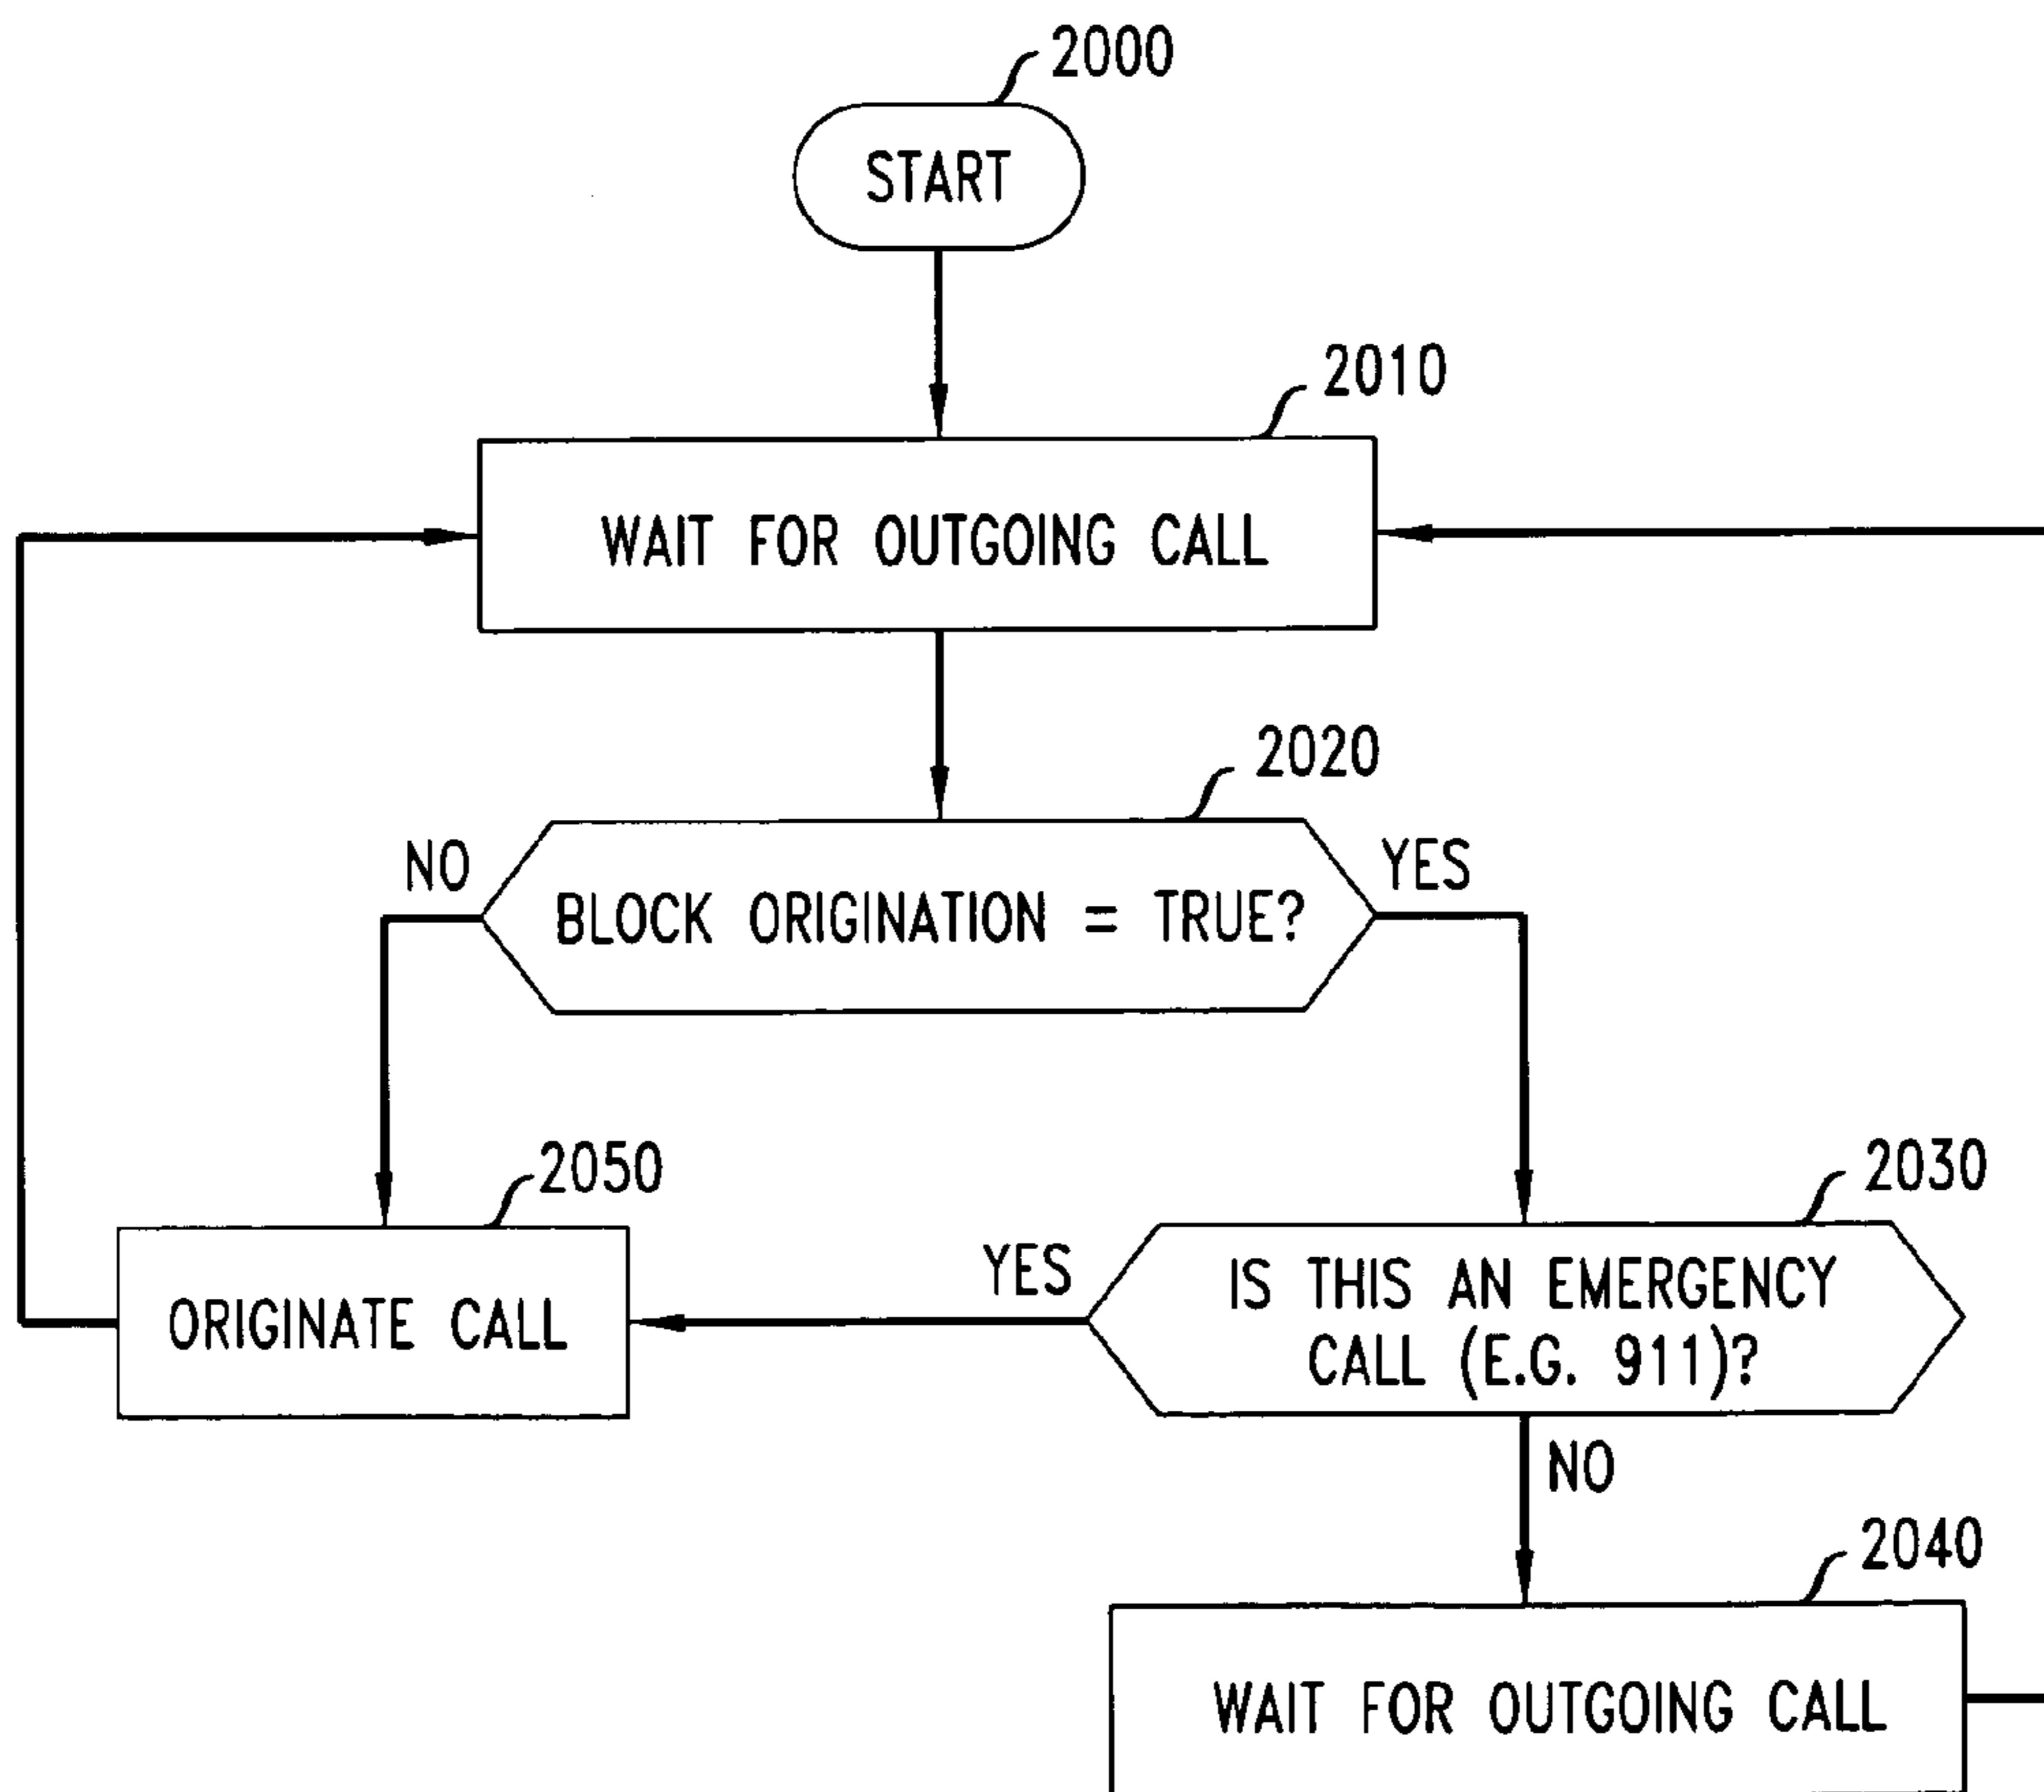 2000
START
2010
WAIT FOR OUTGOING CALL
2020
NO
YES
BLOCK ORIGINATION = TRUE?
2050
2030
ORIGINATE CALL
YES
IS THIS AN EMERGENCY
CALL (E.G. 911)?
NO
2040
WAIT FOR OUTGOING CALL